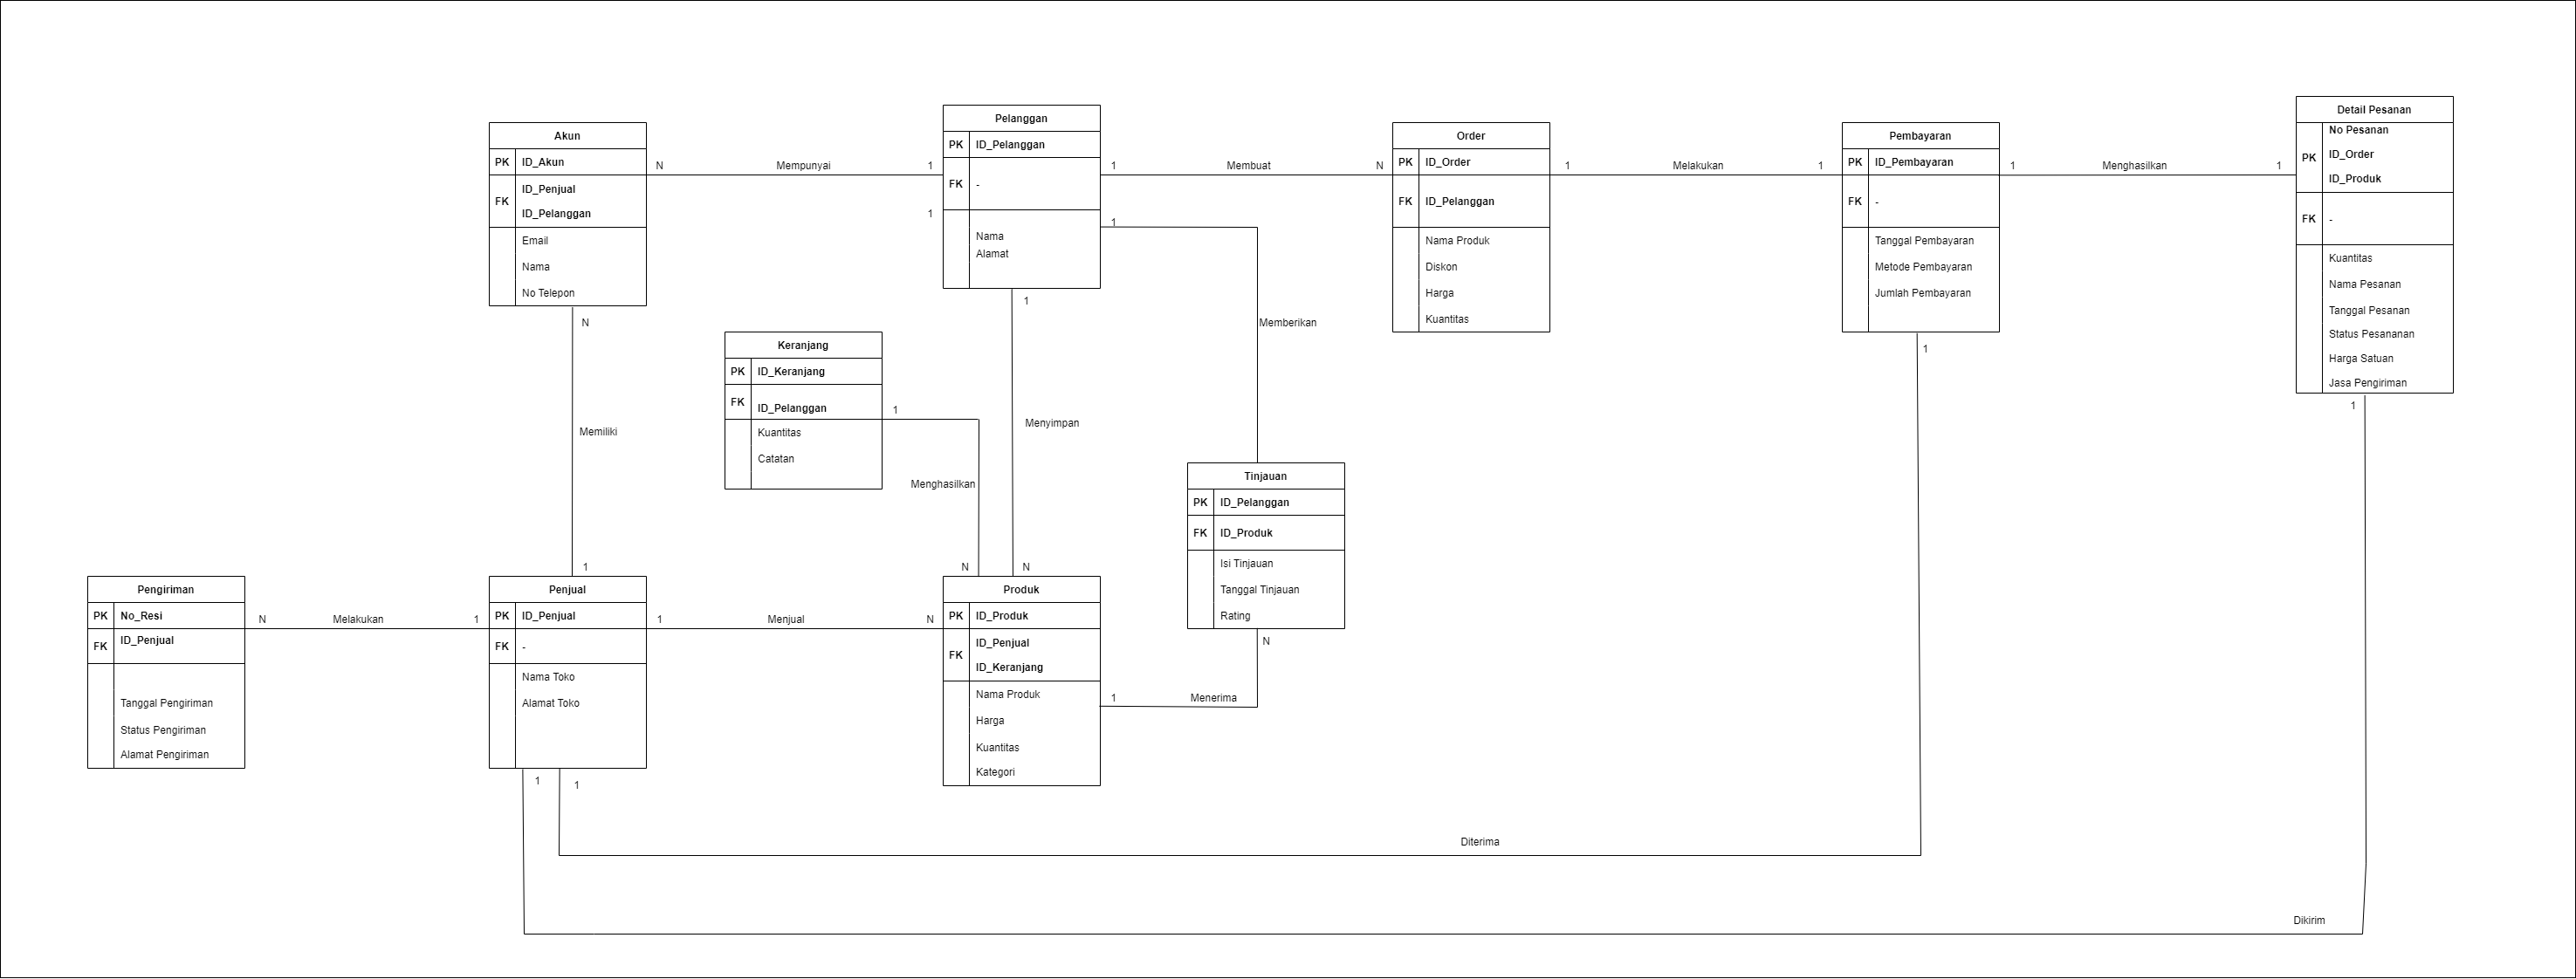 Akun
PK ID_Akun
FK
ID_Penjual
ID_Pelanggan
Email
Nama
No Telepon
N
Mempunyai
1
1
Pelanggan
PK ID_Pelanggan
FK -
Nama
Alamat
1
Membuat
N
1
1
Order
PK ID_Order
FK ID_Pelanggan
Nama Produk
Diskon
Harga
Kuantitas
1
Melakukan
1
Pembayaran
PK ID_Pembayaran
FK -
Tanggal Pembayaran
Metode Pembayaran
Jumlah Pembayaran
1
Menghasilkan
1
1
Detail Pesanan
PK
No Pesanan
ID_Order
ID_Produk
FK -
Kuantitas
Nama Pesanan
Tanggal Pesanan
Status Pesananan
Harga Satuan
Jasa Pengiriman
1
N
Memiliki
1
Keranjang
PK ID_Keranjang
FK ID_Pelanggan
Kuantitas
Catatan
1
Menghasilkan
N
Menyimpan
N
Memberikan
Tinjauan
PK ID_Pelanggan
FK ID_Produk
Isi Tinjauan
Tanggal Tinjauan
Rating
N
Pengiriman
PK No_Resi
FK ID_Penjual
Tanggal Pengiriman
Status Pengiriman
Alamat Pengiriman
N
Melakukan
1
Penjual
PK ID_Penjual
FK -
Nama Toko
Alamat Toko
1
Menjual
N
Produk
PK ID_Produk
FK
ID_Penjual
ID_Keranjang
Nama Produk
Harga
Kuantitas
Kategori
1
Menerima
1
1
Diterima
Dikirim